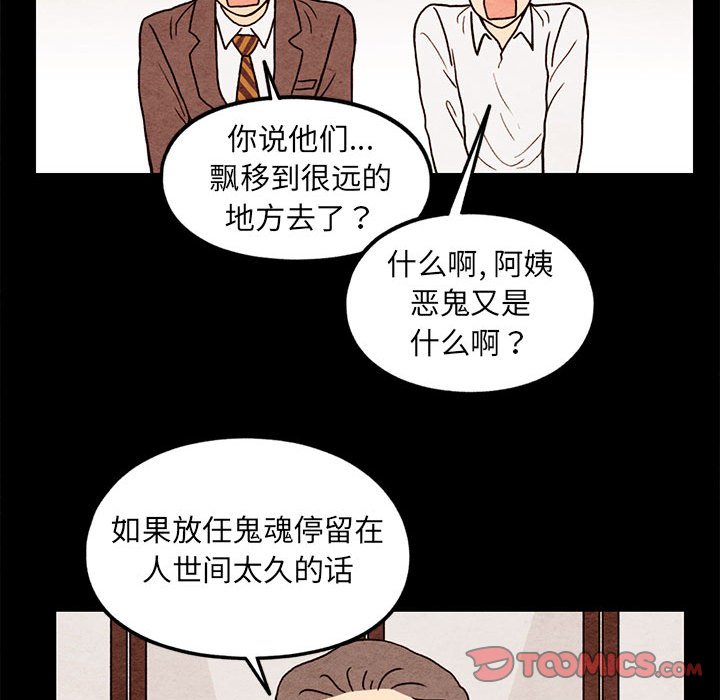 你说他们...
飘移到很远的
地方去了？
什么啊, 阿姨
恶鬼又是
什么啊？
如果放任鬼魂停留在
人世间太久的话
TOOMICS.COM